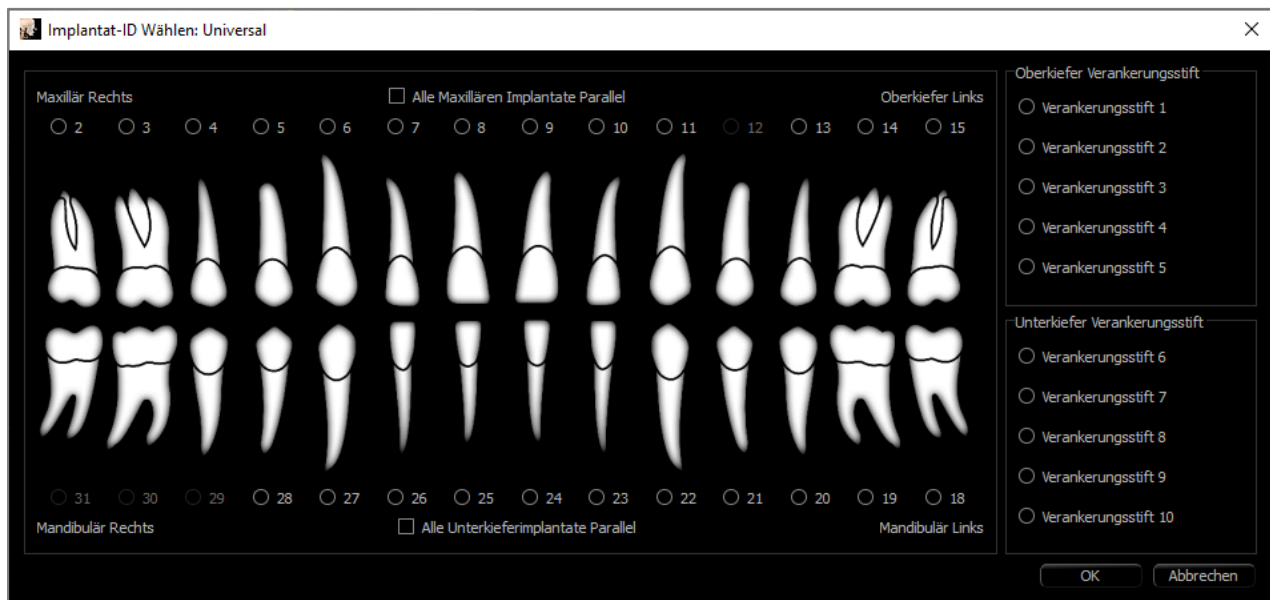 Implantat-ID Wählen: Universal
Maxillär Rechts
Alle Maxillären Implantate Parallel
Oberkiefer Links
2 3 4 5 6 7 8 9 10 11 12 13 14 15
31 30 29 28 27 26 25 24 23 22 21 20 19 18
Mandibulär Rechts
Alle Unterkieferimplantate Parallel
Mandibulär Links
Oberkiefer Verankerungsstift
Verankerungsstift 1
Verankerungsstift 2
Verankerungsstift 3
Verankerungsstift 4
Verankerungsstift 5
Unterkiefer Verankerungsstift
Verankerungsstift 6
Verankerungsstift 7
Verankerungsstift 8
Verankerungsstift 9
Verankerungsstift 10
OK
Abbrechen